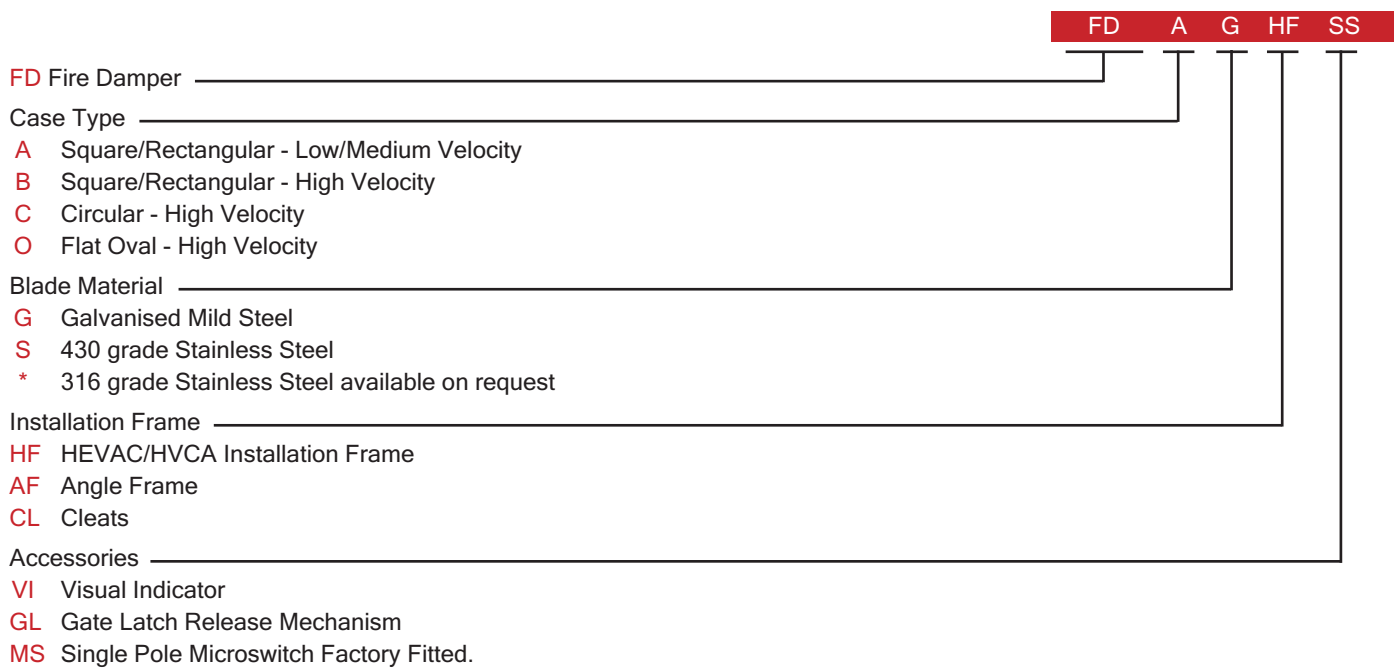 FD A G HF SS
FD Fire Damper
Case Type
A Square/Rectangular - Low/Medium Velocity
B Square/Rectangular - High Velocity
C Circular - High Velocity
O Flat Oval - High Velocity
Blade Material
G Galvanised Mild Steel
S 430 grade Stainless Steel
* 316 grade Stainless Steel available on request
Installation Frame
HF HEVAC/HVCA Installation Frame
AF Angle Frame
CL Cleats
Accessories
VI Visual Indicator
GL Gate Latch Release Mechanism
MS Single Pole Microswitch Factory Fitted.